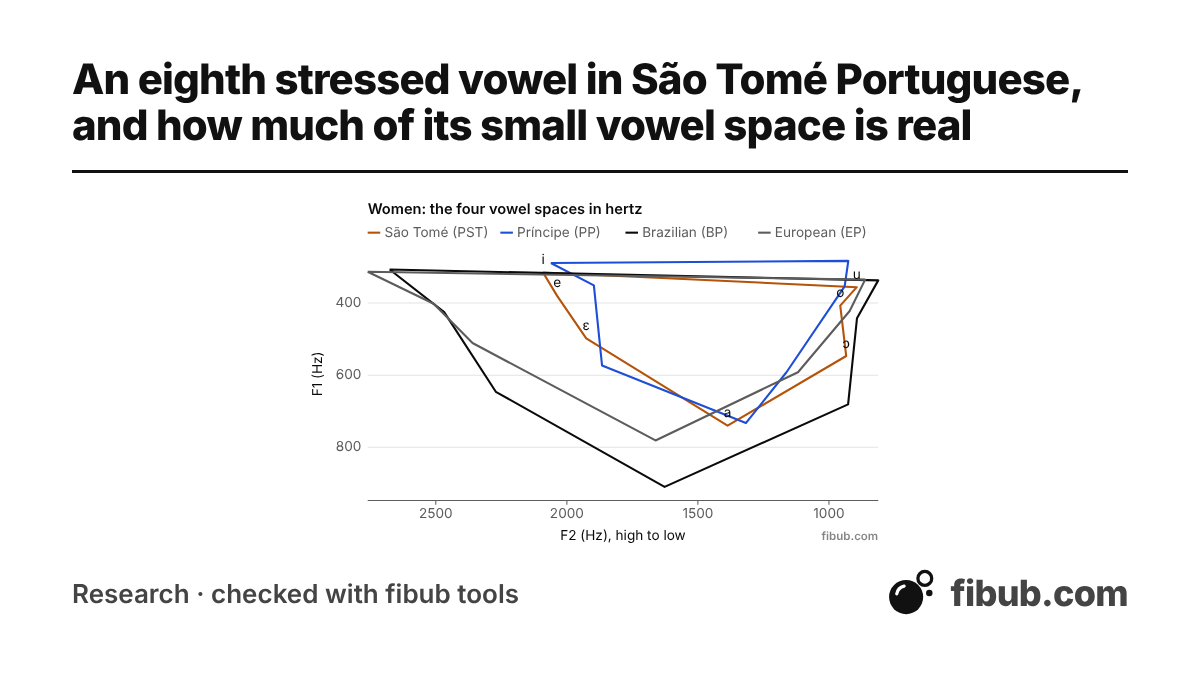 An eighth stressed vowel in São Tomé Portuguese,
and how much of its small vowel space is real
Women: the four vowel spaces in hertz
São Tomé (PST) Príncipe (PP) Brazilian (BP) European (EP)
i
u
e
o
400
ɛ
ɔ
600
a
800
F1 (Hz)
2500 2000 1500 1000
F2 (Hz), high to low
fibub.com
Research · checked with fibub tools
fibub.com